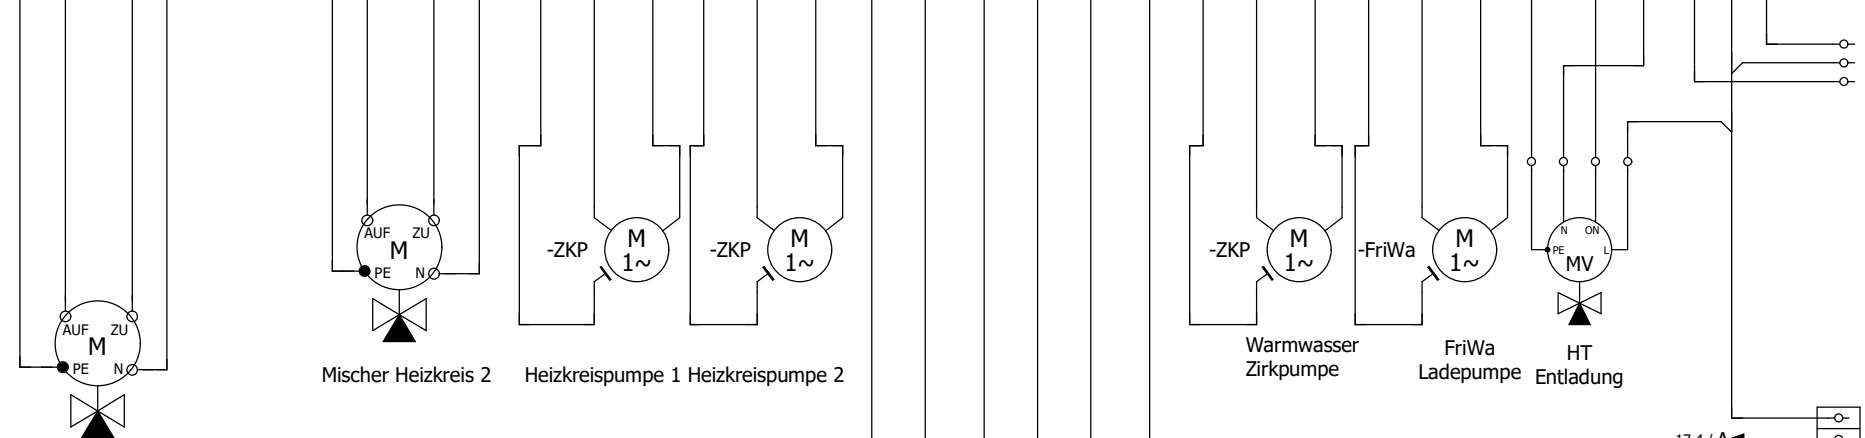 AUF ZU
M
PE N
AUF ZU
M
PE N
Mischer Heizkreis 2
-ZKP
M
1~
Heizkreispumpe 1
-ZKP
M
1~
Heizkreispumpe 2
-ZKP
M
1~
Warmwasser
Zirkpumpe
-FriWa
M
1~
FriWa
Ladepumpe
N ON
PE L
MV
HT
Entladung